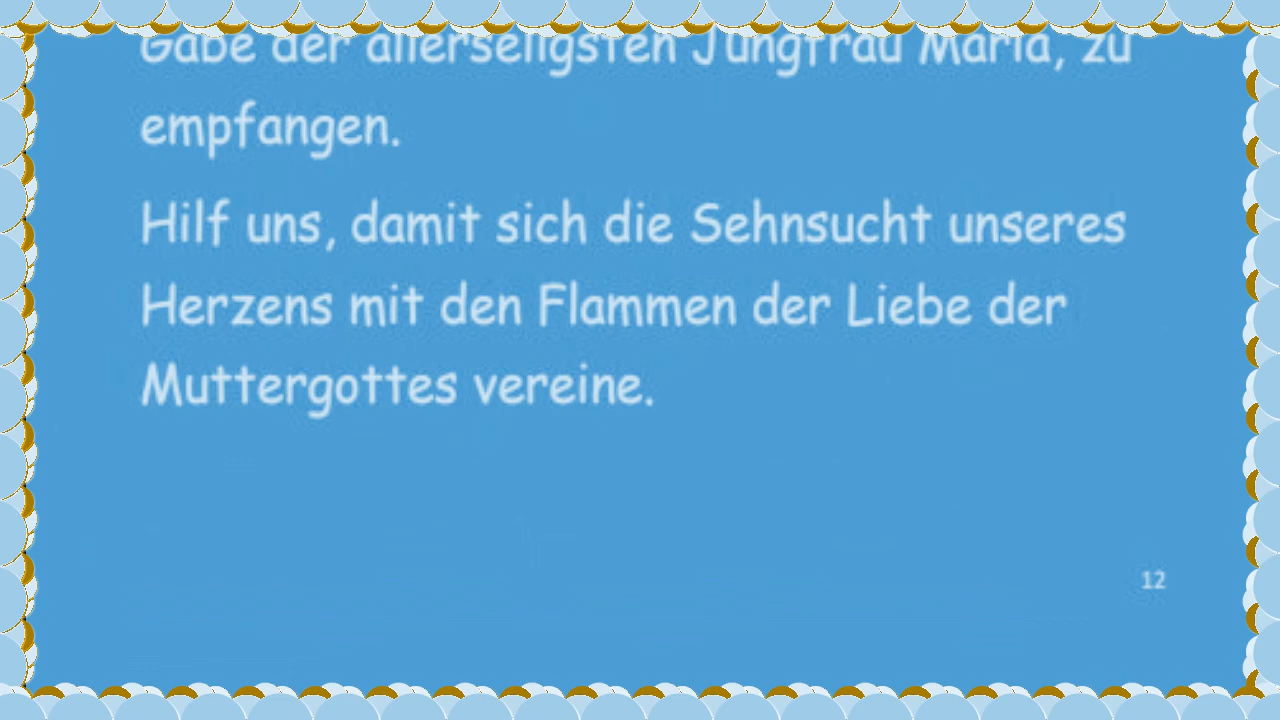 Gabe der allerseligsten Jungfrau Maria, zu
empfangen.
Hilf uns, damit sich die Sehnsucht unseres
Herzens mit den Flammen der Liebe der
Muttergottes vereine.
12